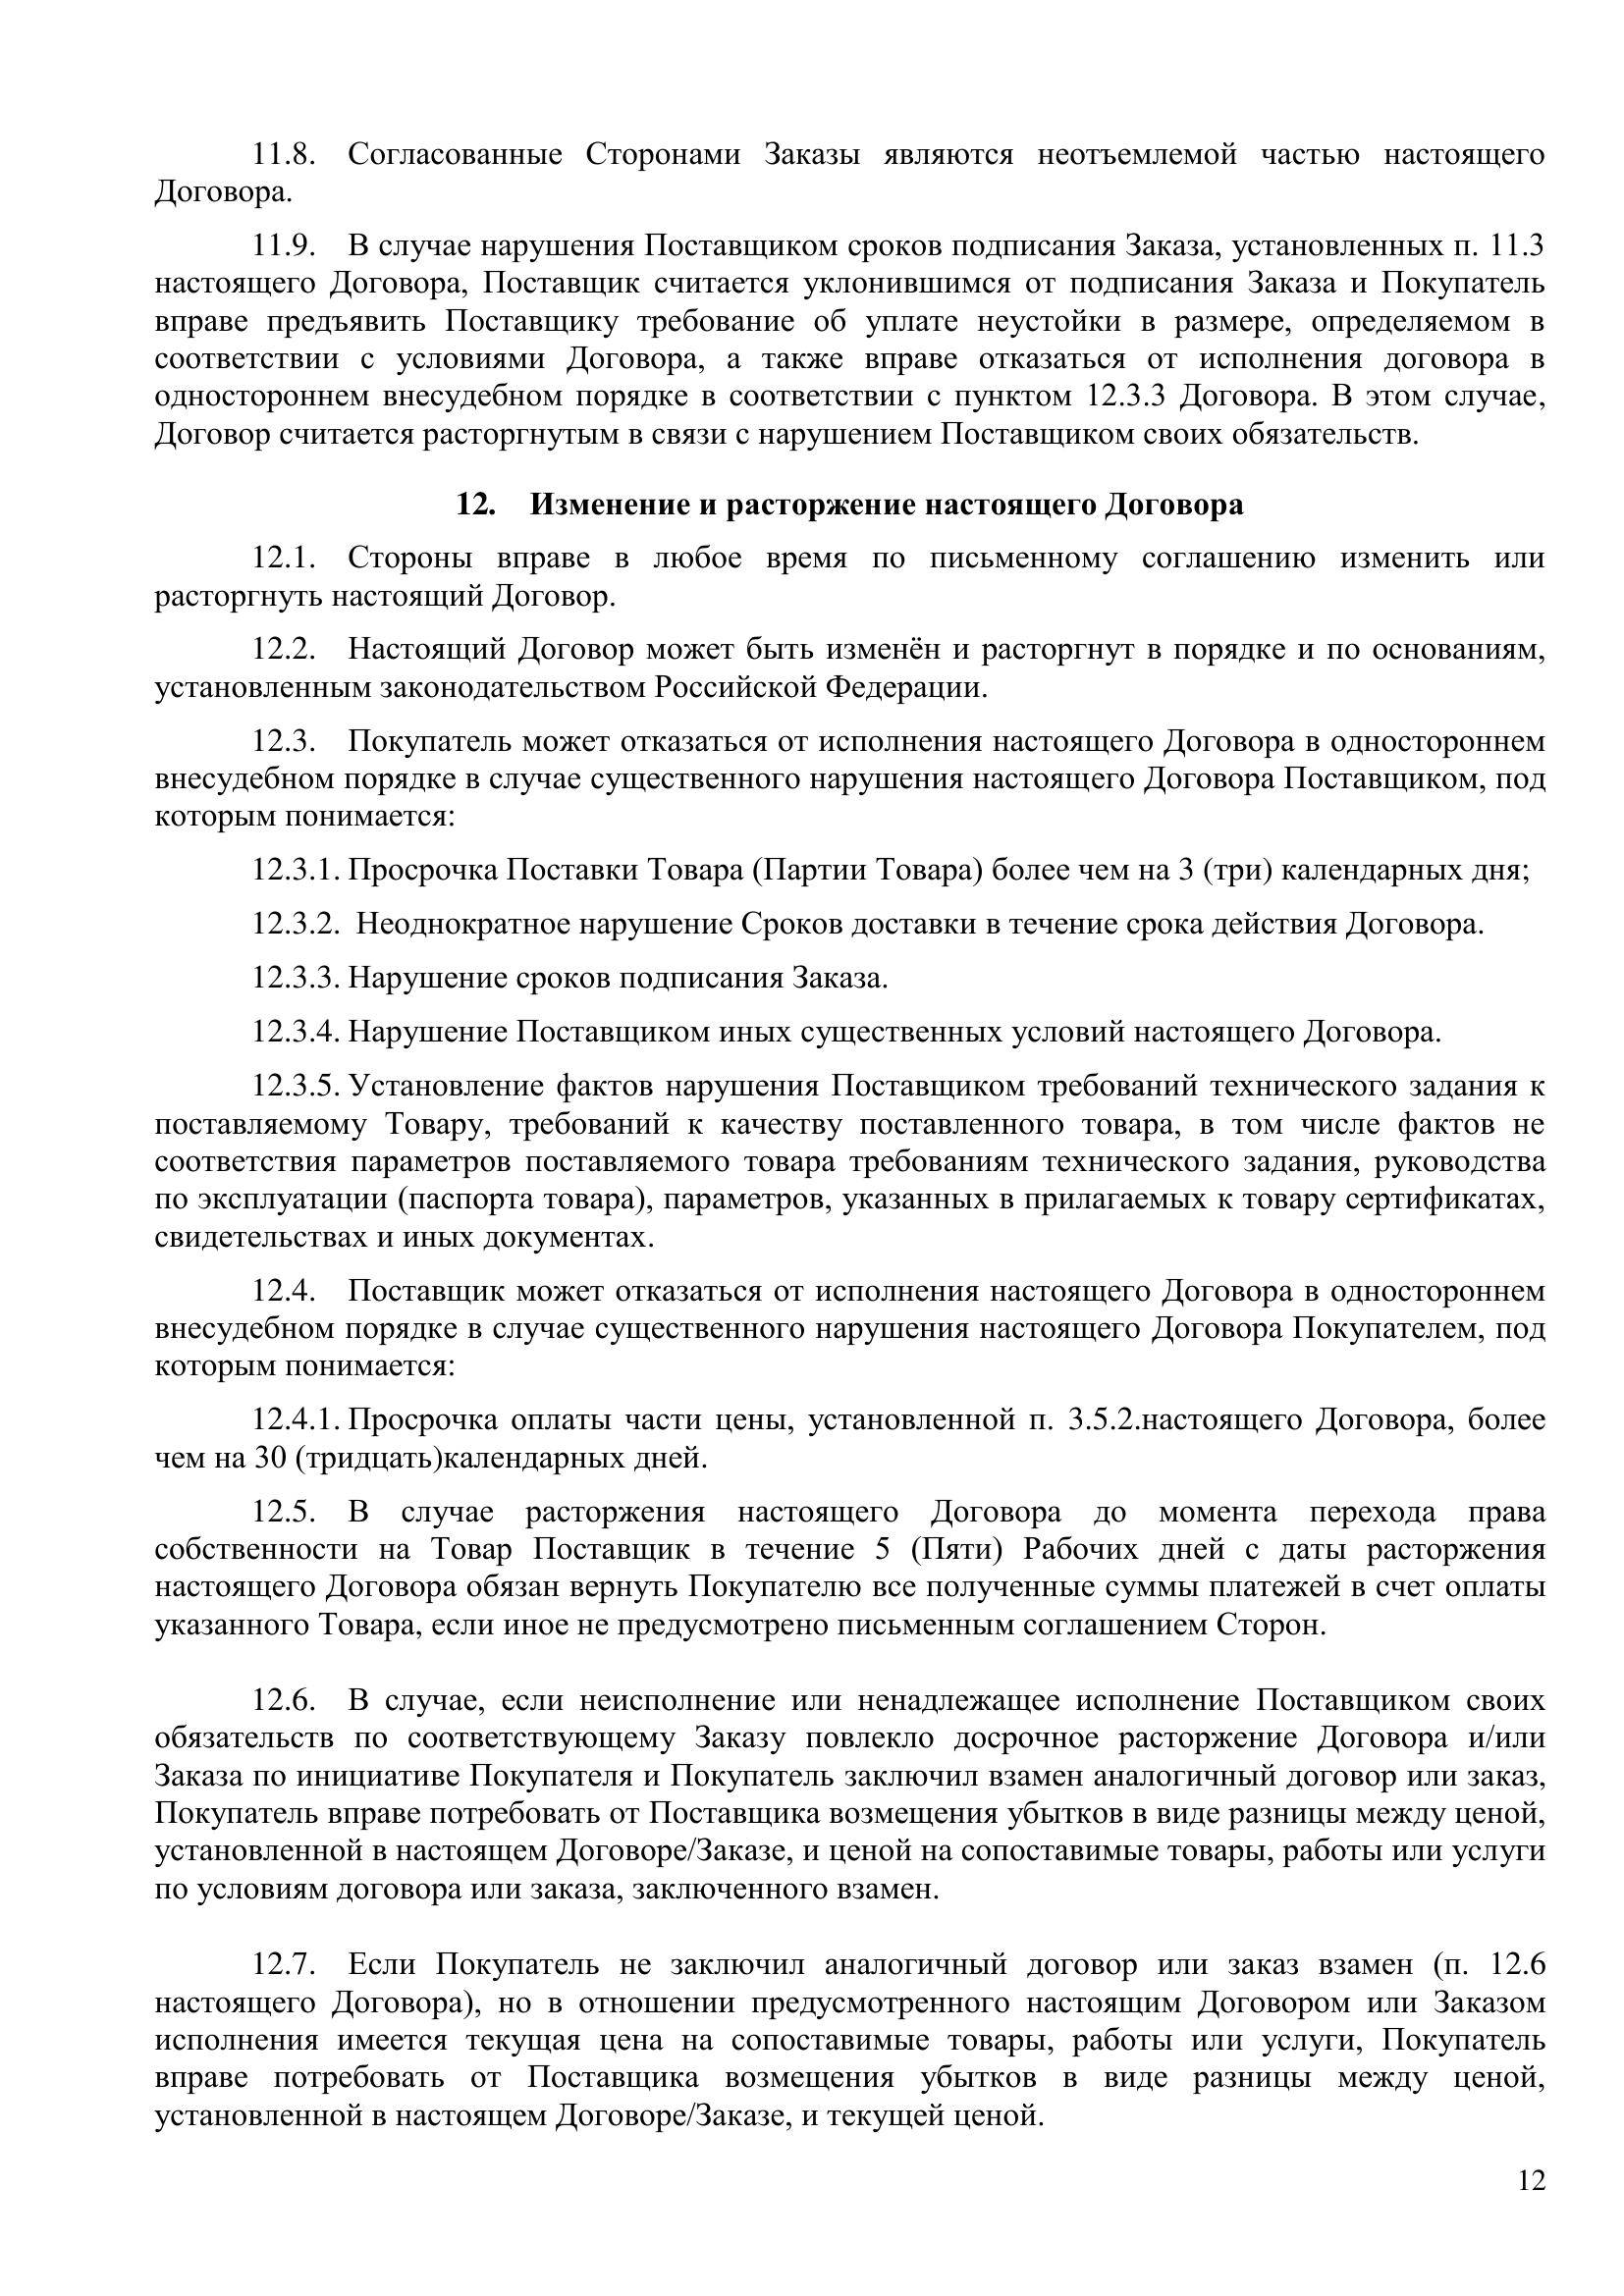 11.8. Согласованные Сторонами Заказы являются неотъемлемой частью настоящего
Договора.
11.9. В случае нарушения Поставщиком сроков подписания Заказа, установленных п. 11.3
настоящего Договора, Поставщик считается уклонившимся от подписания Заказа и Покупатель
вправе предъявить Поставщику требование об уплате неустойки в размере, определяемом в
соответствии с условиями Договора, а также вправе отказаться от исполнения договора в
одностороннем внесудебном порядке в соответствии с пунктом 12.3.3 Договора. В этом случае,
Договор считается расторгнутым в связи с нарушением Поставщиком своих обязательств.
12. Изменение и расторжение настоящего Договора
12.1. Стороны вправе в любое время по письменному соглашению изменить или
расторгнуть настоящий Договор.
12.2. Настоящий Договор может быть изменён и расторгнут в порядке и по основаниям,
установленным законодательством Российской Федерации.
12.3. Покупатель может отказаться от исполнения настоящего Договора в одностороннем
внесудебном порядке в случае существенного нарушения настоящего Договора Поставщиком, под
которым понимается:
12.3.1. Просрочка Поставки Товара (Партии Товара) более чем на 3 (три) календарных дня;
12.3.2. Неоднократное нарушение Сроков доставки в течение срока действия Договора.
12.3.3. Нарушение сроков подписания Заказа.
12.3.4. Нарушение Поставщиком иных существенных условий настоящего Договора.
12.3.5. Установление фактов нарушения Поставщиком требований технического задания к
поставляемому Товару, требований к качеству поставленного товара, в том числе фактов не
соответствия параметров поставляемого товара требованиям технического задания, руководства
по эксплуатации (паспорта товара), параметров, указанных в прилагаемых к товару сертификатах,
свидетельствах и иных документах.
12.4. Поставщик может отказаться от исполнения настоящего Договора в одностороннем
внесудебном порядке в случае существенного нарушения настоящего Договора Покупателем, под
которым понимается:
12.4.1. Просрочка оплаты части цены, установленной п. 3.5.2.настоящего Договора, более
чем на 30 (тридцать)календарных дней.
12.5. В случае расторжения настоящего Договора до момента перехода права
собственности на Товар Поставщик в течение 5 (Пяти) Рабочих дней с даты расторжения
настоящего Договора обязан вернуть Покупателю все полученные суммы платежей в счет оплаты
указанного Товара, если иное не предусмотрено письменным соглашением Сторон.
12.6. В случае, если неисполнение или ненадлежащее исполнение Поставщиком своих
обязательств по соответствующему Заказу повлекло досрочное расторжение Договора и/или
Заказа по инициативе Покупателя и Покупатель заключил взамен аналогичный договор или заказ,
Покупатель вправе потребовать от Поставщика возмещения убытков в виде разницы между ценой,
установленной в настоящем Договоре/Заказе, и ценой на сопоставимые товары, работы или услуги
по условиям договора или заказа, заключенного взамен.
12.7. Если Покупатель не заключил аналогичный договор или заказ взамен (п. 12.6
настоящего Договора), но в отношении предусмотренного настоящим Договором или Заказом
исполнения имеется текущая цена на сопоставимые товары, работы или услуги, Покупатель
вправе потребовать от Поставщика возмещения убытков в виде разницы между ценой,
установленной в настоящем Договоре/Заказе, и текущей ценой.
12